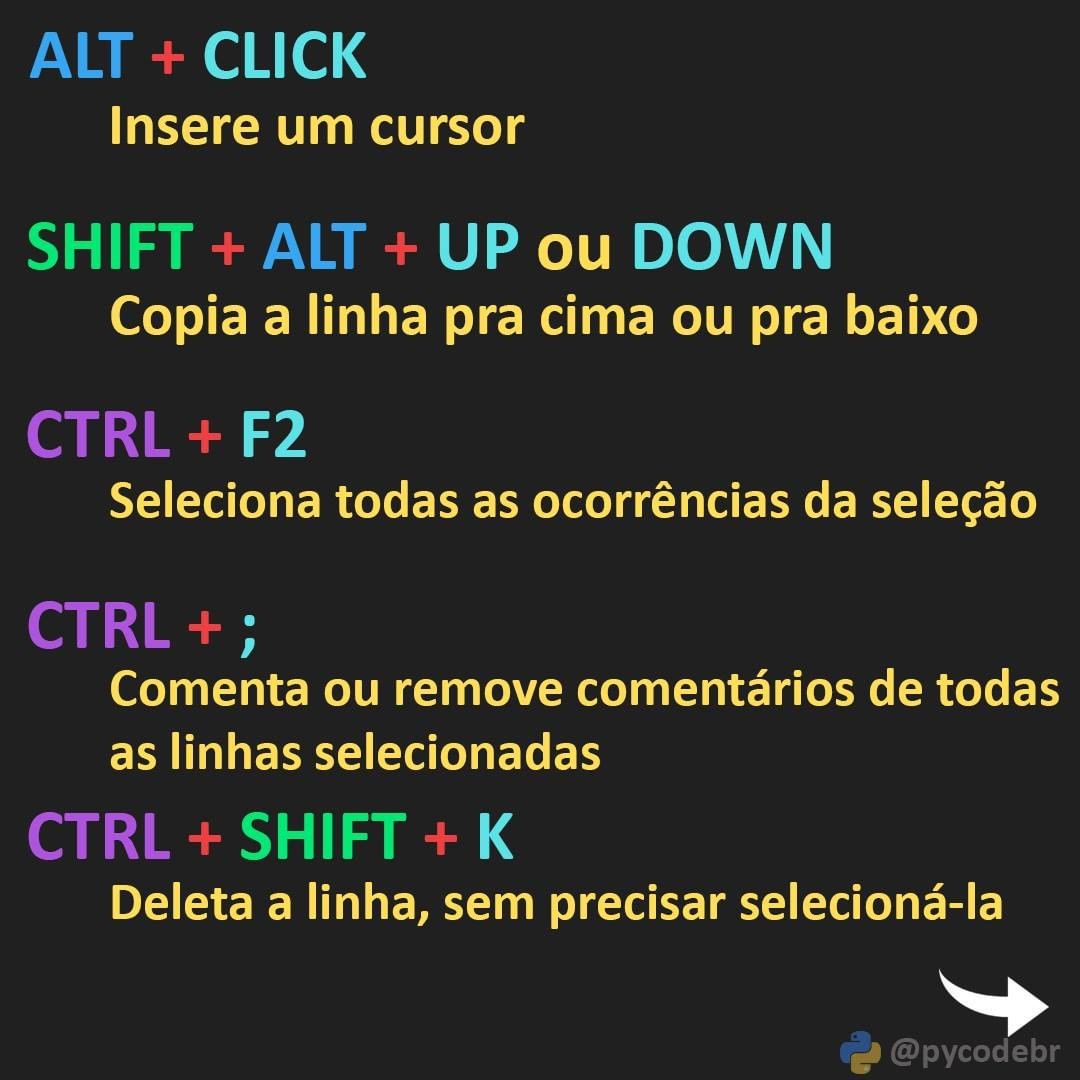 ALT + CLICK
Insere um cursor
SHIFT + ALT + UP ou DOWN
Copia a linha pra cima ou pra baixo
CTRL + F2
Seleciona todas as ocorrências da seleção
CTRL + ;
Comenta ou remove comentários de todas
as linhas selecionadas
CTRL + SHIFT + K
Deleta a linha, sem precisar selecioná-la
@pycodebr